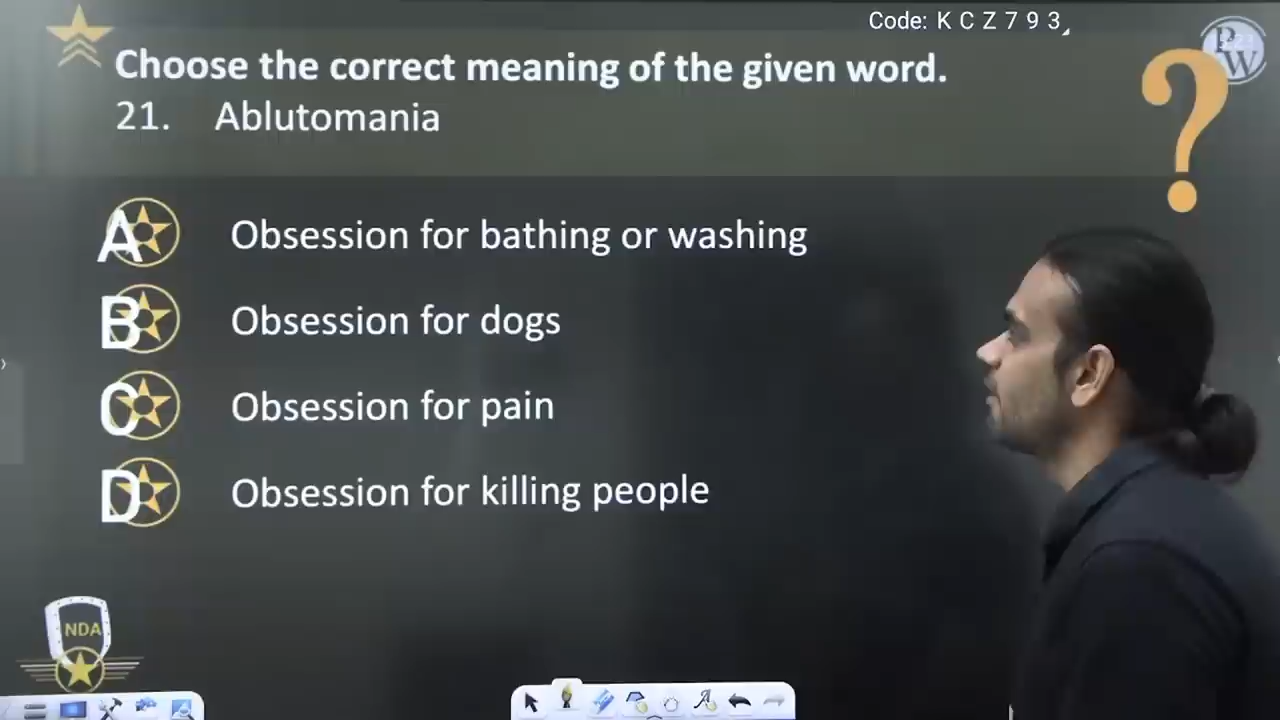 Code: K C Z 7 9 3
PW
Choose the correct meaning of the given word.
21. Ablutomania
A Obsession for bathing or washing
B Obsession for dogs
C Obsession for pain
D Obsession for killing people
NDA